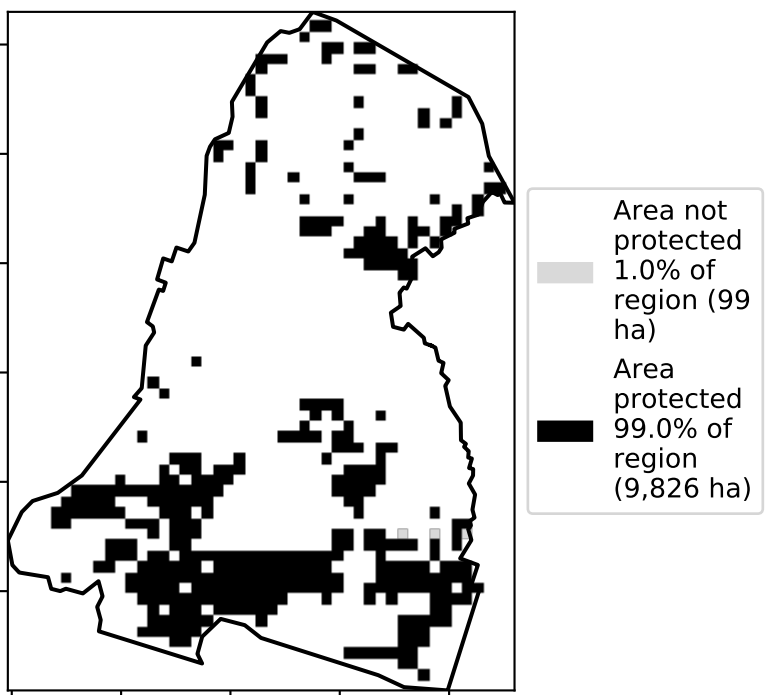 Area not
protected
1.0% of
region (99
ha)
Area
protected
99.0% of
region
(9,826 ha)